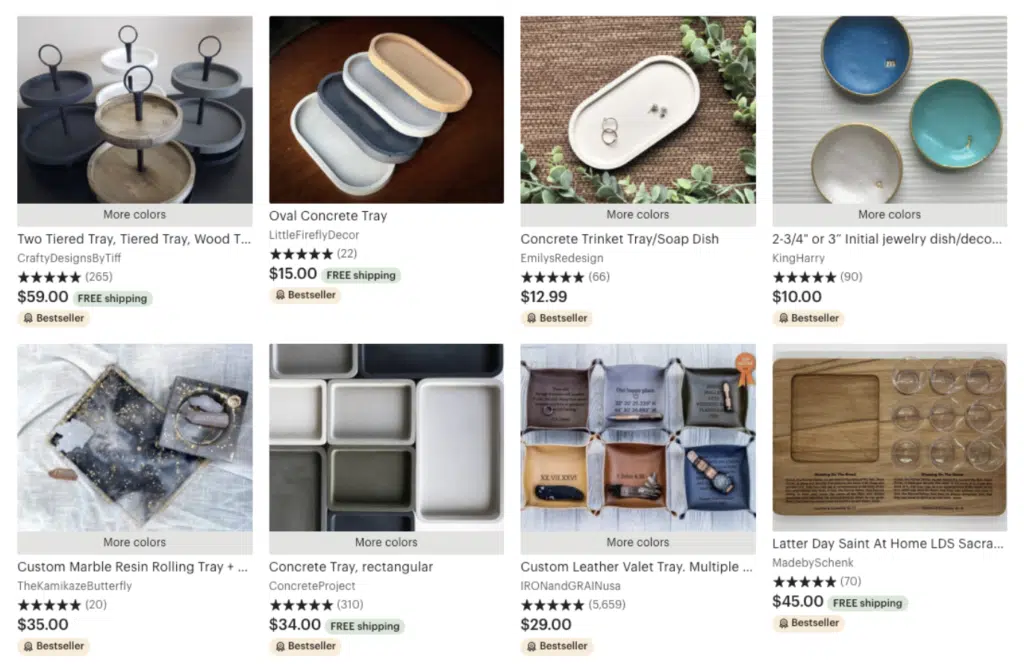 More colors
Two Tiered Tray, Tiered Tray, Wood T...
CraftyDesignsByTiff
(265)
$59.00 FREE shipping
Bestseller
Oval Concrete Tray
LittleFireflyDecor
(22)
$15.00 FREE shipping
Bestseller
More colors
Concrete Trinket Tray/Soap Dish
EmilysRedesign
(66)
$12.99
Bestseller
More colors
2-3/4" or 3" Initial jewelry dish/deco...
KingHarry
(90)
$10.00
Bestseller
More colors
Custom Marble Resin Rolling Tray + ...
TheKamikazeButterfly
(20)
$35.00
Bestseller
More colors
Concrete Tray, rectangular
ConcreteProject
(310)
$34.00 FREE shipping
Bestseller
More colors
Custom Leather Valet Tray. Multiple ...
IRONandGRAINusa
(5,659)
$29.00
Bestseller
Latter Day Saint At Home LDS Sacra...
MadebySchenk
(70)
$45.00 FREE shipping
Bestseller